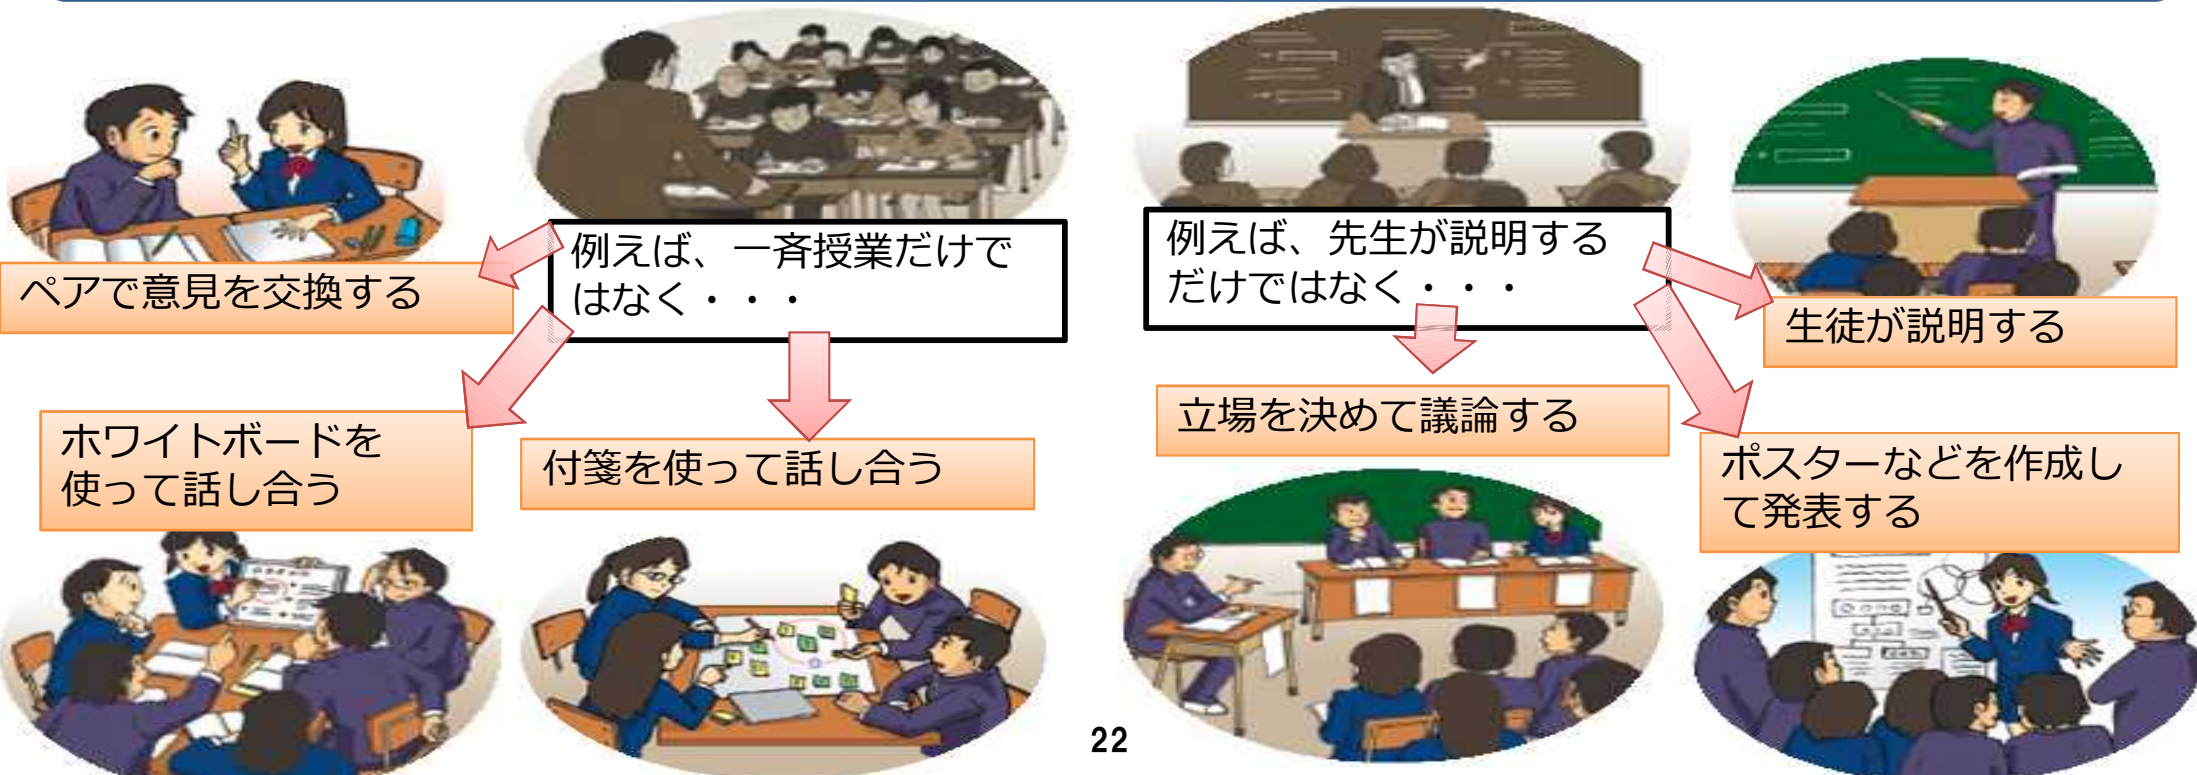 例えば、一斉授業だけで
はなく・・・
ペアで意見を交換する
ホワイトボードを
使って話し合う
付箋を使って話し合う
例えば、先生が説明する
だけではなく・・・
生徒が説明する
立場を決めて議論する
ポスターなどを作成し
て発表する
22